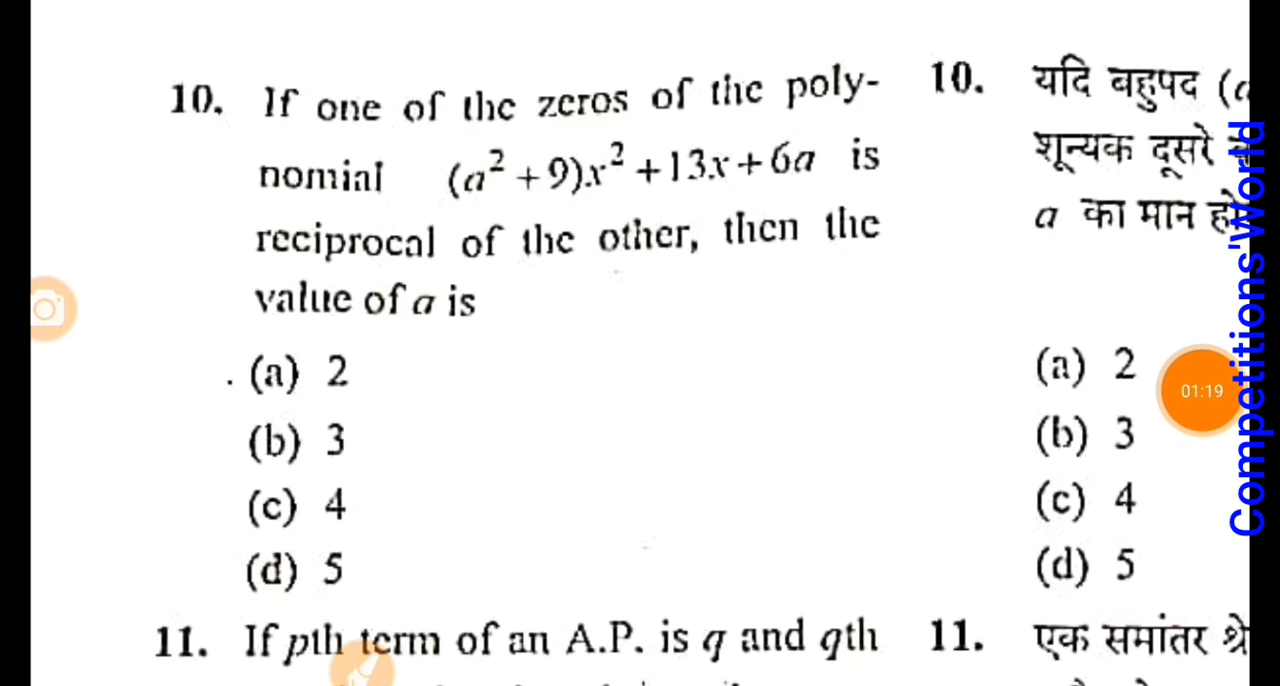 10. If one of the zeros of the poly-
nomial (a² + 9)x² + 13x + 6a is
reciprocal of the other, then the
value of a is
(a) 2
(b) 3
(c) 4
(d) 5
11. If pth term of an A.P. is q and qth
10. यदि बहुपद (a
शून्यक दूसरे
a का मान हो
(a) 2
(b) 3
(c) 4
(d) 5
11. एक समांतर श्रे
01:19
Competitions'World